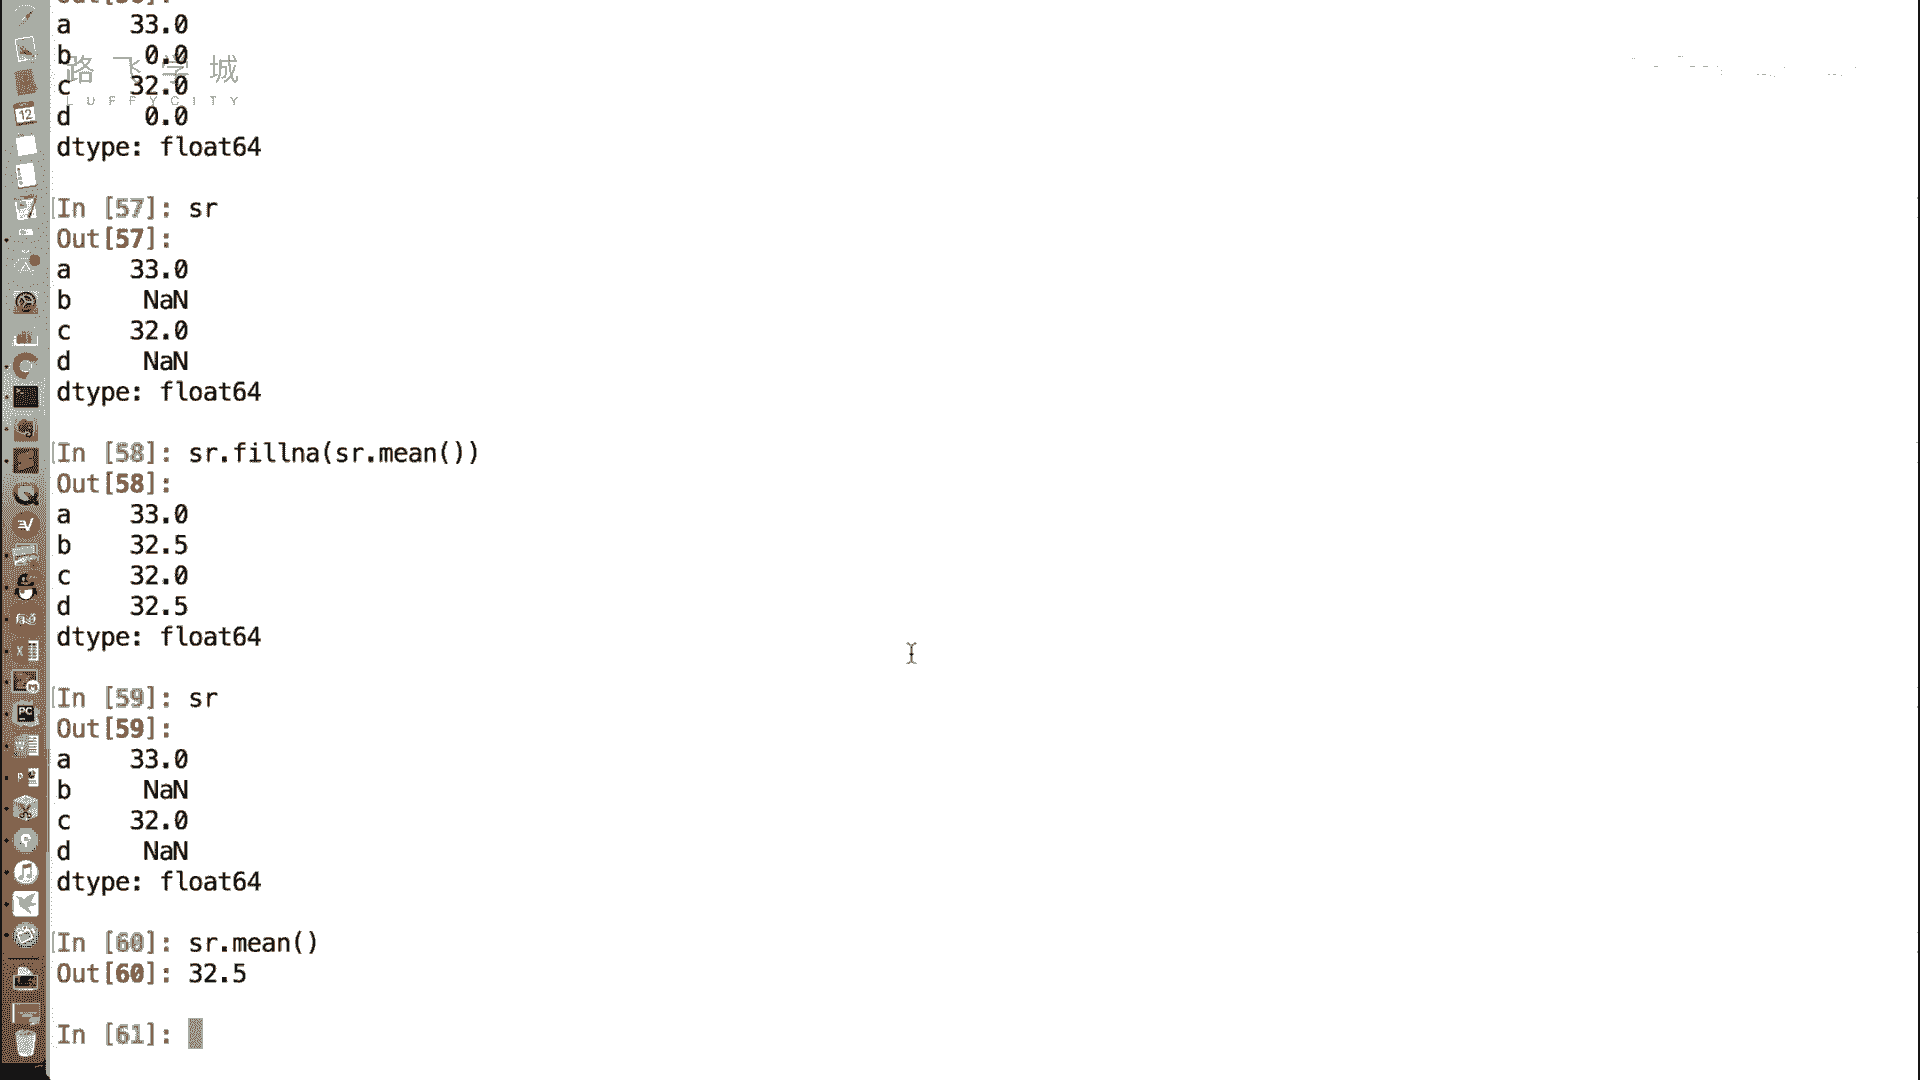 a    33.0
b     0.0
路飞学城
c    32.0
LUFFYCITY
d     0.0
dtype: float64
In [57]: sr
Out[57]:
a    33.0
b     NaN
c    32.0
d     NaN
dtype: float64
In [58]: sr.fillna(sr.mean())
Out[58]:
a    33.0
b    32.5
c    32.0
d    32.5
dtype: float64
In [59]: sr
Out[59]:
a    33.0
b     NaN
c    32.0
d     NaN
dtype: float64
In [60]: sr.mean()
Out[60]: 32.5
In [61]: